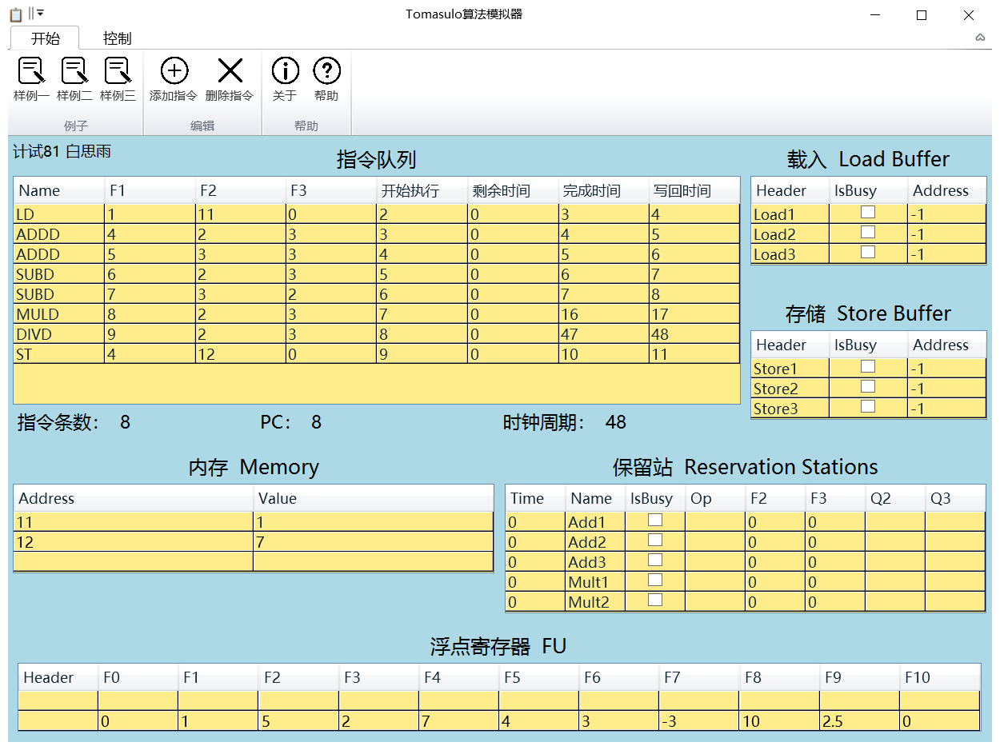 Tomasulo算法模拟器
开始 控制
样例一 样例二 样例三 添加指令 删除指令 关于 帮助
例子 编辑 帮助
计试81 白思雨
指令队列
Name F1 F2 F3 开始执行 剩余时间 完成时间 写回时间
LD 1 11 0 2 0 3 4
ADDD 4 2 3 3 0 4 5
ADDD 5 3 3 4 0 5 6
SUBD 6 2 3 5 0 6 7
SUBD 7 3 2 6 0 7 8
MULD 8 2 3 7 0 16 17
DIVD 9 2 3 8 0 47 48
ST 4 12 0 9 0 10 11
指令条数： 8 PC： 8 时钟周期： 48
载入 Load Buffer
Header IsBusy Address
Load1 -1
Load2 -1
Load3 -1
存储 Store Buffer
Header IsBusy Address
Store1 -1
Store2 -1
Store3 -1
内存 Memory
Address Value
11 1
12 7
保留站 Reservation Stations
Time Name IsBusy Op F2 F3 Q2 Q3
0 Add1 0 0
0 Add2 0 0
0 Add3 0 0
0 Mult1 0 0
0 Mult2 0 0
浮点寄存器 FU
Header F0 F1 F2 F3 F4 F5 F6 F7 F8 F9 F10
0 1 5 2 7 4 3 -3 10 2.5 0